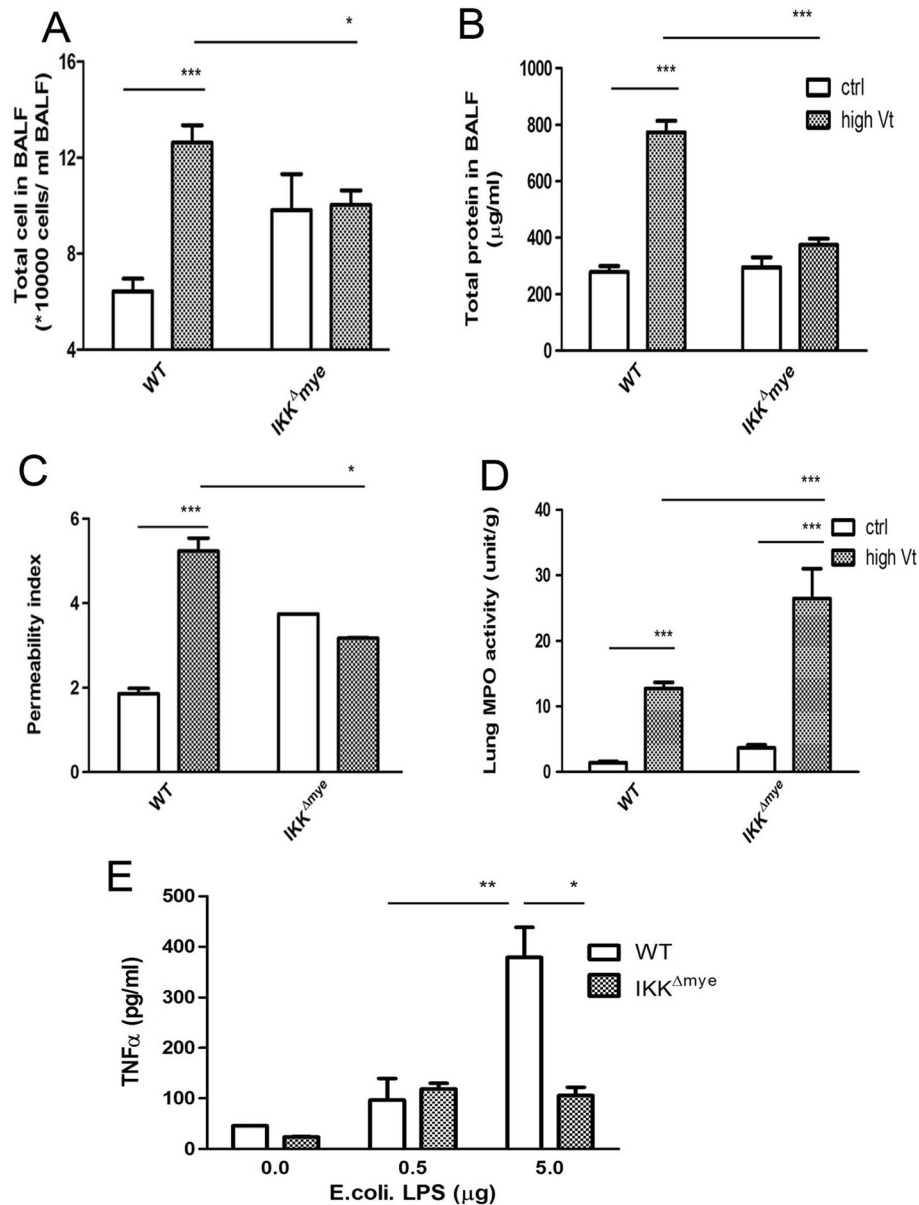 A
Total cell in BALF
(*10000 cells/ ml BALF)
16
12
8
4
***
*
WT
IKKΔmye
B
Total protein in BALF
(μg/ml)
1000
800
600
400
200
0
***
***
ctrl
high Vt
WT
IKKΔmye
C
Permeability index
6
4
2
0
***
*
WT
IKKΔmye
D
Lung MPO activity (unit/g)
40
30
20
10
0
***
***
***
ctrl
high Vt
WT
IKKΔmye
E
TNFα (pg/ml)
500
400
300
200
100
0
**
*
WT
IKKΔmye
0.0
0.5
5.0
E.coli. LPS (μg)